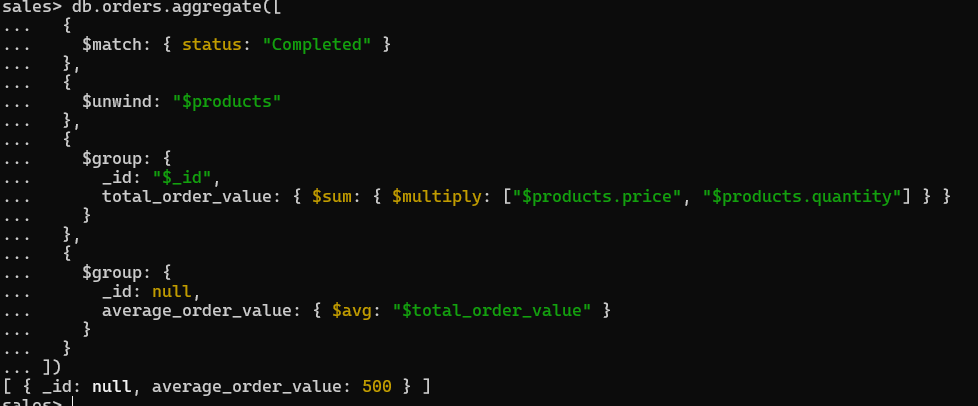 sales> db.orders.aggregate([
...   {
...     $match: { status: "Completed" }
...   },
...   {
...     $unwind: "$products"
...   },
...   {
...     $group: {
...       _id: "$_id",
...       total_order_value: { $sum: { $multiply: ["$products.price", "$products.quantity"] } }
...     }
...   },
...   {
...     $group: {
...       _id: null,
...       average_order_value: { $avg: "$total_order_value" }
...     }
...   }
... ])
[ { _id: null, average_order_value: 500 } ]
sales>